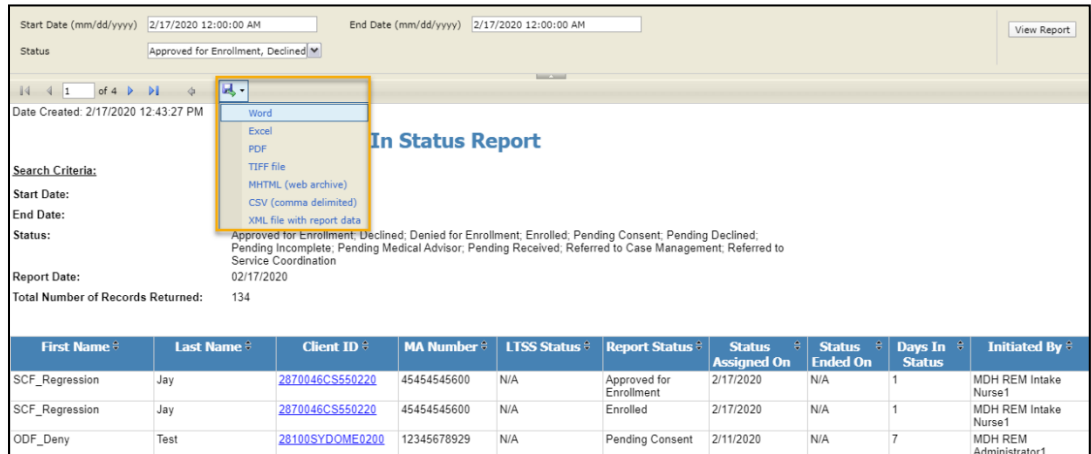 Start Date (mm/dd/yyyy) 2/17/2020 12:00:00 AM End Date (mm/dd/yyyy) 2/17/2020 12:00:00 AM View Report
Status Approved for Enrollment, Declined
1 of 4
Date Created: 2/17/2020 12:43:27 PM
Word
Excel
PDF
TIFF file
MHTML (web archive)
CSV (comma delimited)
XML file with report data
In Status Report
Search Criteria:
Start Date:
End Date:
Status: Approved for Enrollment; Declined; Denied for Enrollment; Enrolled; Pending Consent; Pending Declined;
Pending Incomplete; Pending Medical Advisor; Pending Received; Referred to Case Management; Referred to
Service Coordination
Report Date: 02/17/2020
Total Number of Records Returned: 134
First Name Last Name Client ID MA Number LTSS Status Report Status Status Assigned On Status Ended On Days In Status Initiated By
SCF_Regression Jay 2870046CS550220 45454545600 N/A Approved for Enrollment 2/17/2020 N/A 1 MDH REM Intake Nurse1
SCF_Regression Jay 2870046CS550220 45454545600 N/A Enrolled 2/17/2020 N/A 1 MDH REM Intake Nurse1
ODF_Deny Test 28100SYDOME0200 12345678929 N/A Pending Consent 2/11/2020 N/A 7 MDH REM Administrator1